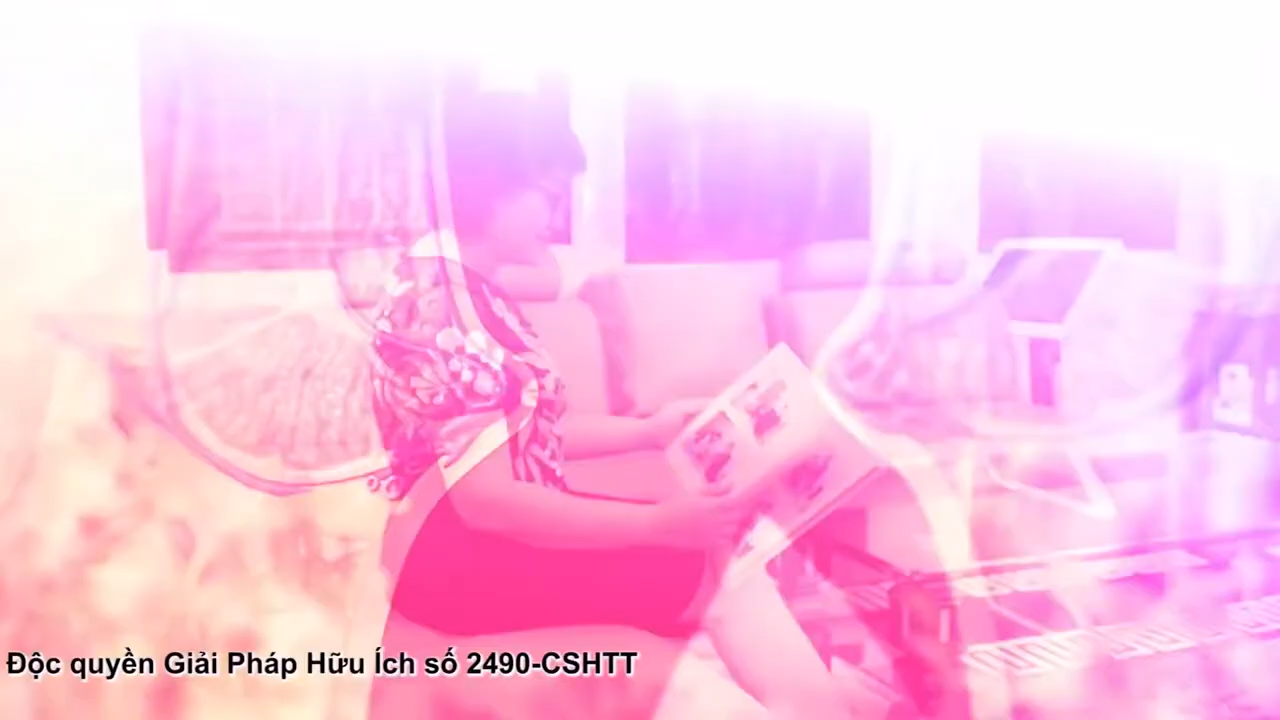 Độc quyền Giải Pháp Hữu Ích số 2490-CSHTT